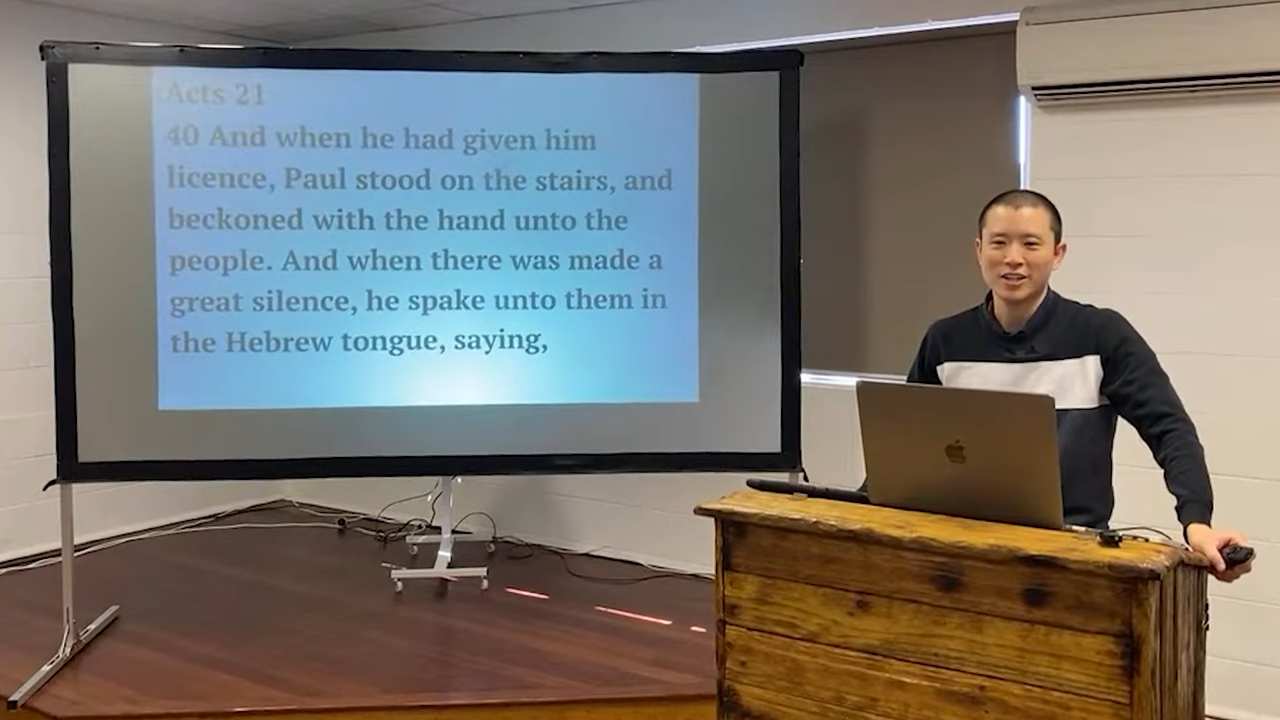 Acts 21
40 And when he had given him
licence, Paul stood on the stairs, and
beckoned with the hand unto the
people. And when there was made a
great silence, he spake unto them in
the Hebrew tongue, saying,